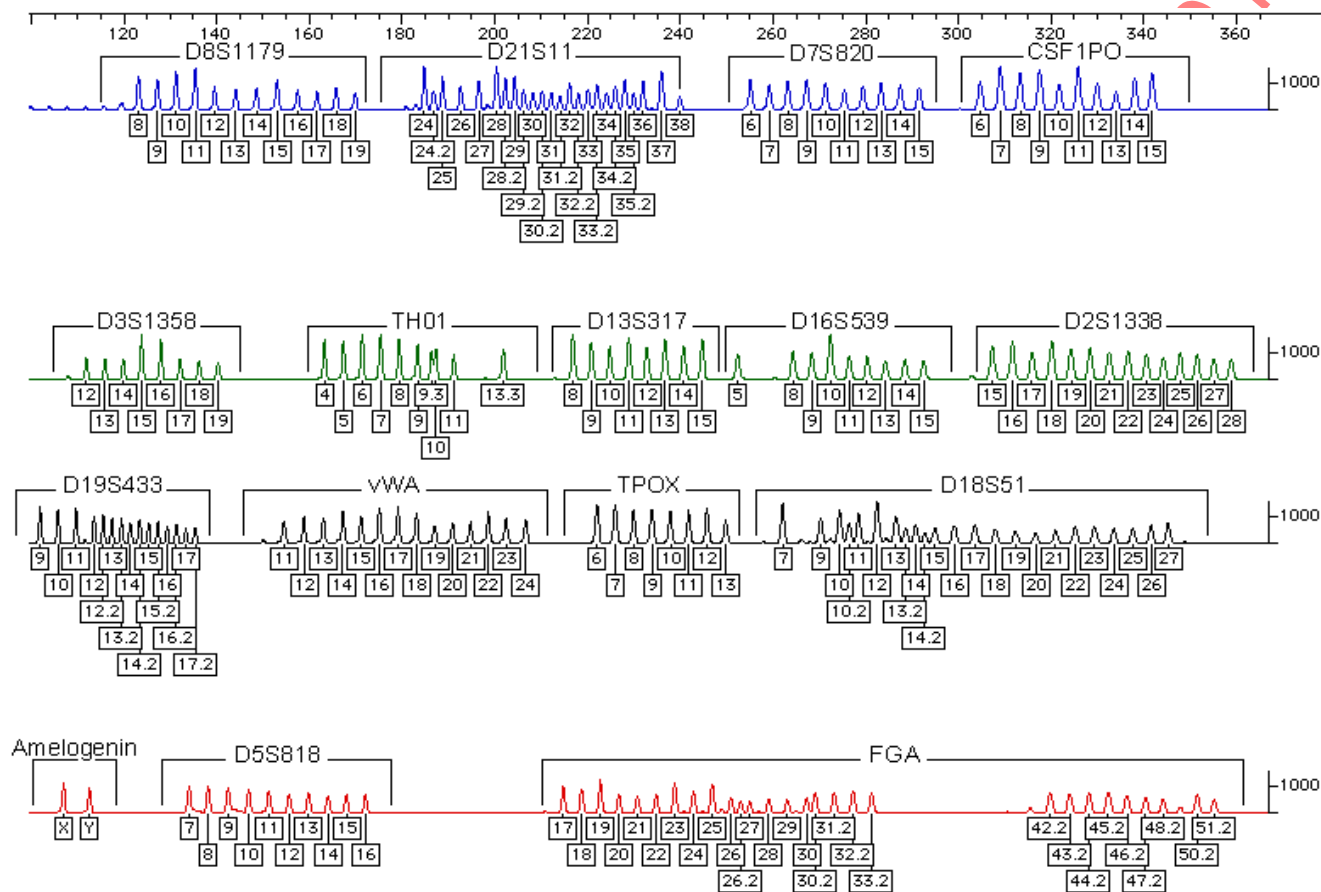 120 140 160 180 200 220 240 260 280 300 320 340 360
D8S1179 D21S11 D7S820 CSF1PO
1000
8 10 12 14 16 18 24 26 28 30 32 34 36 38 6 8 10 12 14 6 8 10 12 14
9 11 13 15 17 19 24.2 27 29 31 33 35 37 7 9 11 13 15 7 9 11 13 15
25 28.2 31.2 34.2
29.2 32.2 35.2
30.2 33.2
D3S1358 TH01 D13S317 D16S539 D2S1338
1000
12 14 16 18 4 6 8 9.3 13.3 8 10 12 14 5 8 10 12 14 15 17 19 21 23 25 27
13 15 17 19 5 7 9 11 9 11 13 15 9 11 13 15 16 18 20 22 24 26 28
10
D19S433 vWA TPOX D18S51
1000
9 11 13 15 17 11 13 15 17 19 21 23 6 8 10 12 7 9 11 13 15 17 19 21 23 25 27
10 12 14 16 12 14 16 18 20 22 24 7 9 11 13 10 12 14 16 18 20 22 24 26
12.2 15.2 10.2 13.2
13.2 16.2 14.2
14.2 17.2
Amelogenin D5S818 FGA
1000
X Y 7 9 11 13 15 17 19 21 23 25 27 29 31.2 42.2 45.2 48.2 51.2
8 10 12 14 16 18 20 22 24 26 28 30 32.2 43.2 46.2 50.2
26.2 30.2 33.2 44.2 47.2